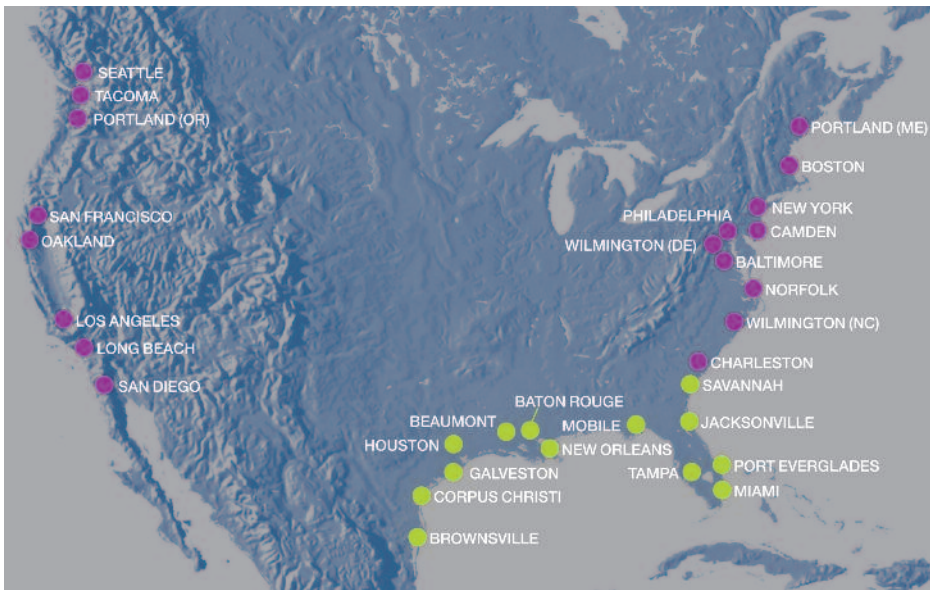 SEATTLE
TACOMA
PORTLAND (OR)
PORTLAND (ME)
BOSTON
NEW YORK
SAN FRANCISCO
PHILADELPHIA
CAMDEN
OAKLAND
WILMINGTON (DE)
BALTIMORE
NORFOLK
LOS ANGELES
WILMINGTON (NC)
LONG BEACH
CHARLESTON
SAN DIEGO
SAVANNAH
BATON ROUGE
BEAUMONT
MOBILE
JACKSONVILLE
HOUSTON
NEW ORLEANS
PORT EVERGLADES
GALVESTON
TAMPA
MIAMI
CORPUS CHRISTI
BROWNSVILLE